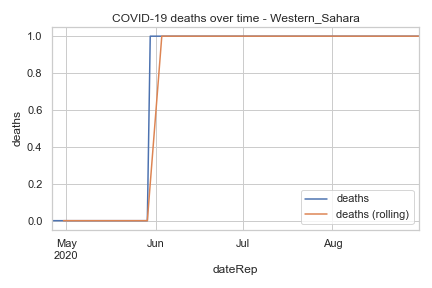 COVID-19 deaths over time - Western_Sahara
1.0
0.8
0.6
0.4
0.2
0.0
deaths
deaths
deaths (rolling)
May
2020
Jun
Jul
Aug
dateRep